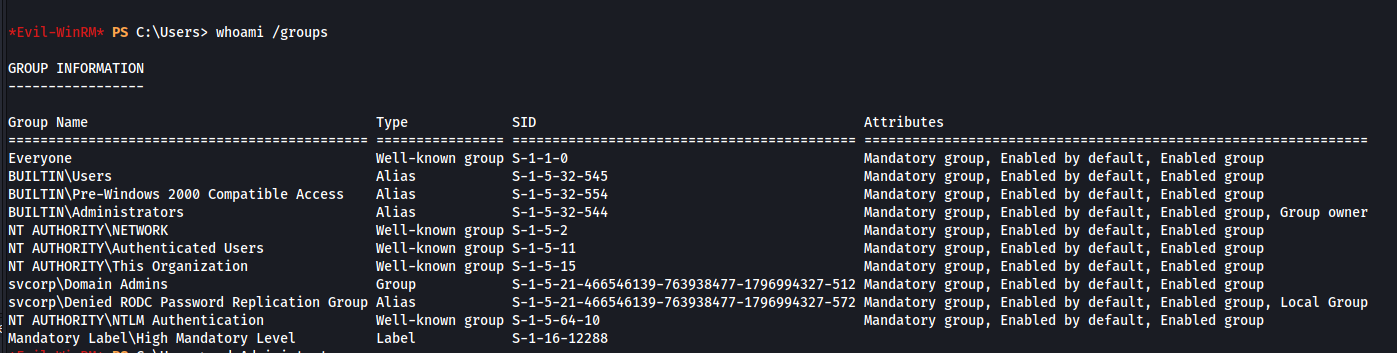 *Evil-WinRM* PS C:\Users> whoami /groups
GROUP INFORMATION
-----------------
Group Name                                  Type             SID                                       Attributes
=========================================== ================ ========================================= ===============================================================
Everyone                                    Well-known group S-1-1-0                                   Mandatory group, Enabled by default, Enabled group
BUILTIN\Users                               Alias            S-1-5-32-545                              Mandatory group, Enabled by default, Enabled group
BUILTIN\Pre-Windows 2000 Compatible Access  Alias            S-1-5-32-554                              Mandatory group, Enabled by default, Enabled group
BUILTIN\Administrators                      Alias            S-1-5-32-544                              Mandatory group, Enabled by default, Enabled group, Group owner
NT AUTHORITY\NETWORK                        Well-known group S-1-5-2                                   Mandatory group, Enabled by default, Enabled group
NT AUTHORITY\Authenticated Users            Well-known group S-1-5-11                                  Mandatory group, Enabled by default, Enabled group
NT AUTHORITY\This Organization              Well-known group S-1-5-15                                  Mandatory group, Enabled by default, Enabled group
svcorp\Domain Admins                        Group            S-1-5-21-466546139-763938477-1796994327-512 Mandatory group, Enabled by default, Enabled group
svcorp\Denied RODC Password Replication Group Alias          S-1-5-21-466546139-763938477-1796994327-572 Mandatory group, Enabled by default, Enabled group, Local Group
NT AUTHORITY\NTLM Authentication            Well-known group S-1-5-64-10                               Mandatory group, Enabled by default, Enabled group
Mandatory Label\High Mandatory Level        Label            S-1-16-12288